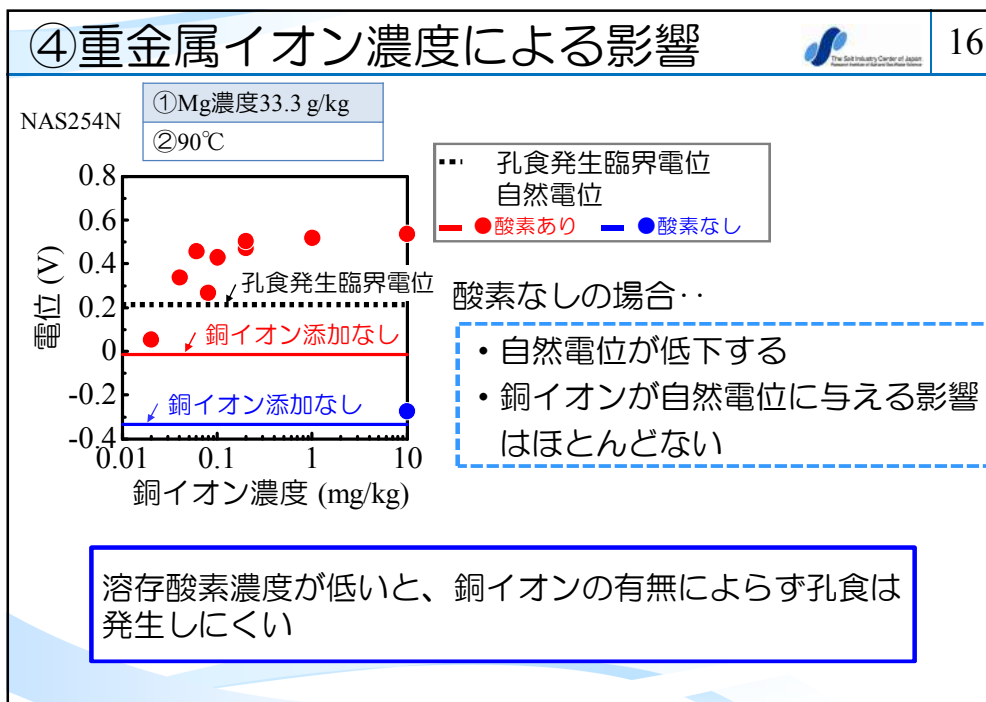 ④重金属イオン濃度による影響
The Salt Industry Center of Japan
16
NAS254N
①Mg濃度33.3 g/kg
②90℃
孔食発生臨界電位
自然電位
●酸素あり ●酸素なし
0.8
0.6
0.4
0.2
0
-0.2
-0.4
電位 (V)
孔食発生臨界電位
銅イオン添加なし
銅イオン添加なし
0.01 0.1 1 10
銅イオン濃度 (mg/kg)
酸素なしの場合‥
・自然電位が低下する
・銅イオンが自然電位に与える影響
はほとんどない
溶存酸素濃度が低いと、銅イオンの有無によらず孔食は
発生しにくい